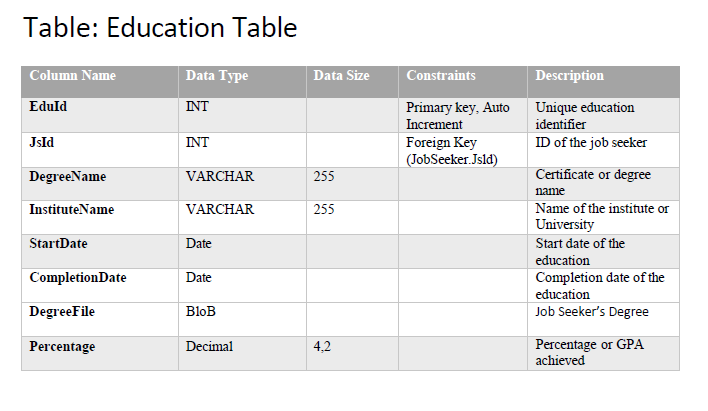 Table: Education Table
Column Name Data Type Data Size Constraints Description
EduId INT Primary key, Auto Unique education
Increment identifier
JsId INT Foreign Key ID of the job seeker
(JobSeeker.JsId)
DegreeName VARCHAR 255 Certificate or degree
name
InstituteName VARCHAR 255 Name of the institute or
University
StartDate Date Start date of the
education
CompletionDate Date Completion date of the
education
DegreeFile BloB Job Seeker's Degree
Percentage Decimal 4,2 Percentage or GPA
achieved